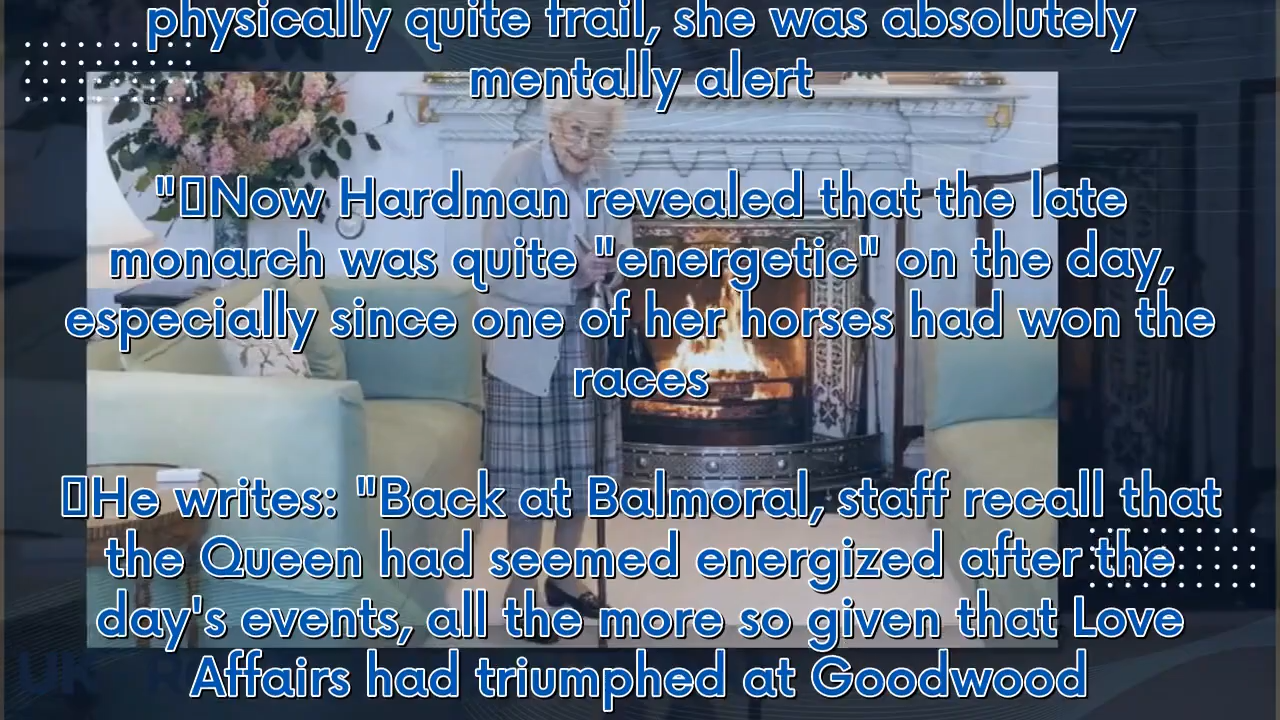 physically quite frail, she was absolutely
mentally alert
"▯Now Hardman revealed that the late
monarch was quite "energetic" on the day,
especially since one of her horses had won the
races
▯He writes: "Back at Balmoral, staff recall that
the Queen had seemed energized after the
day's events, all the more so given that Love
Affairs had triumphed at Goodwood
UK R